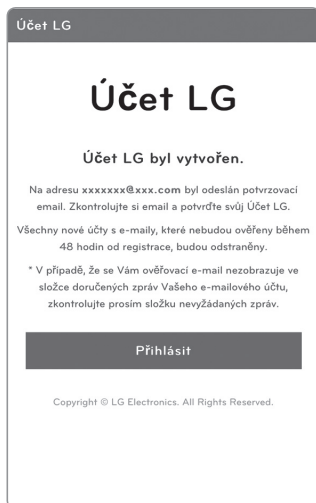 Účet LG
Účet LG
Účet LG byl vytvořen.
Na adresu xxxxxxx@xxx.com byl odeslán potvrzovací
email. Zkontrolujte si email a potvrďte svůj Účet LG.
Všechny nové účty s e-maily, které nebudou ověřeny během
48 hodin od registrace, budou odstraněny.
* V případě, že se Vám ověřovací e-mail nezobrazuje ve
složce doručených zpráv Vašeho e-mailového účtu,
zkontrolujte prosím složku nevyžádaných zpráv.
Přihlásit
Copyright © LG Electronics. All Rights Reserved.